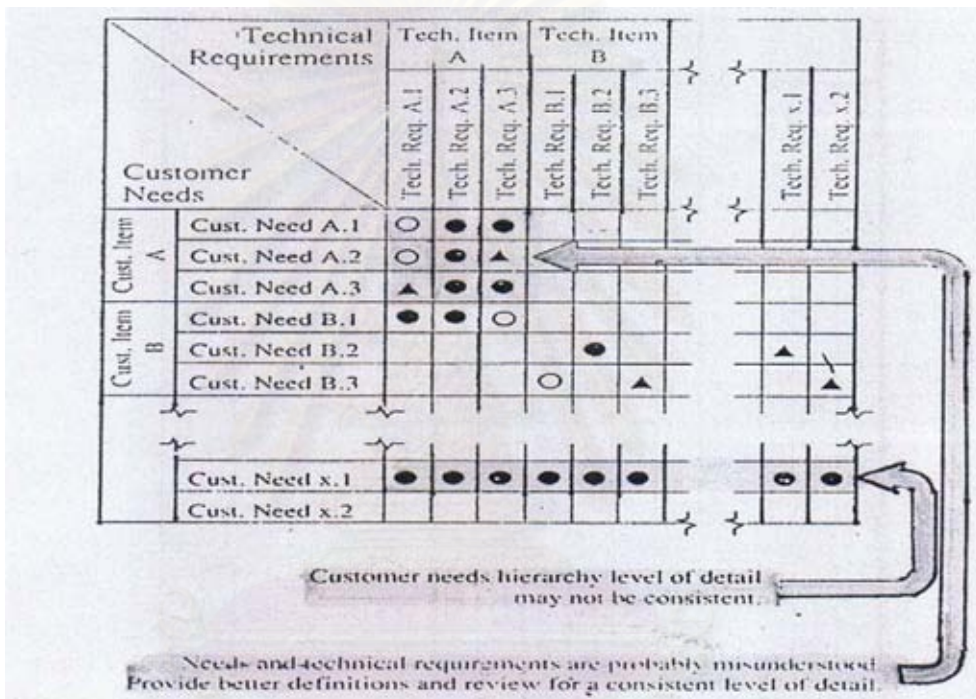 Technical
Requirements
Tech. Item
A
Tech. Item
B
Customer
Needs
Tech. Req. A.1
Tech. Req. A.2
Tech. Req. A.3
Tech. Req. B.1
Tech. Req. B.2
Tech. Req. B.3
Tech. Req. x.1
Tech. Req. x.2
Cust. Item
A
Cust. Need A.1
Cust. Need A.2
Cust. Need A.3
Cust. Item
B
Cust. Need B.1
Cust. Need B.2
Cust. Need B.3
Cust. Need x.1
Cust. Need x.2
Customer needs hierarchy level of detail
may not be consistent.
Needs and technical requirements are probably misunderstood.
Provide better definitions and review for a consistent level of detail.